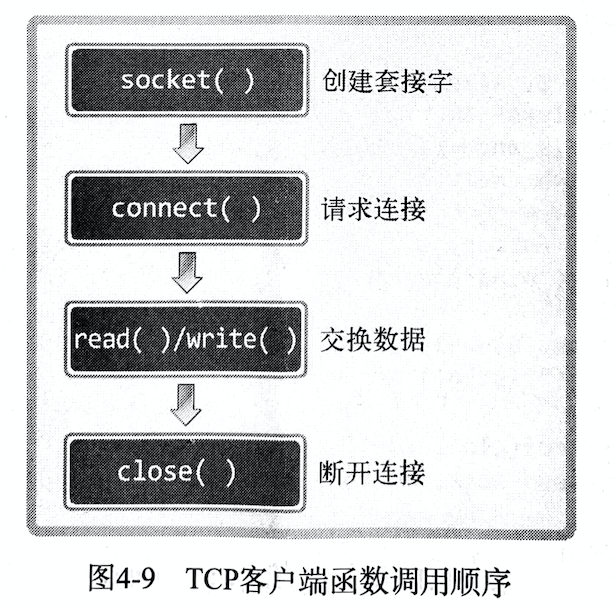 socket( ) 创建套接字
connect( ) 请求连接
read( )/write( ) 交换数据
close( ) 断开连接
图4-9 TCP客户端函数调用顺序